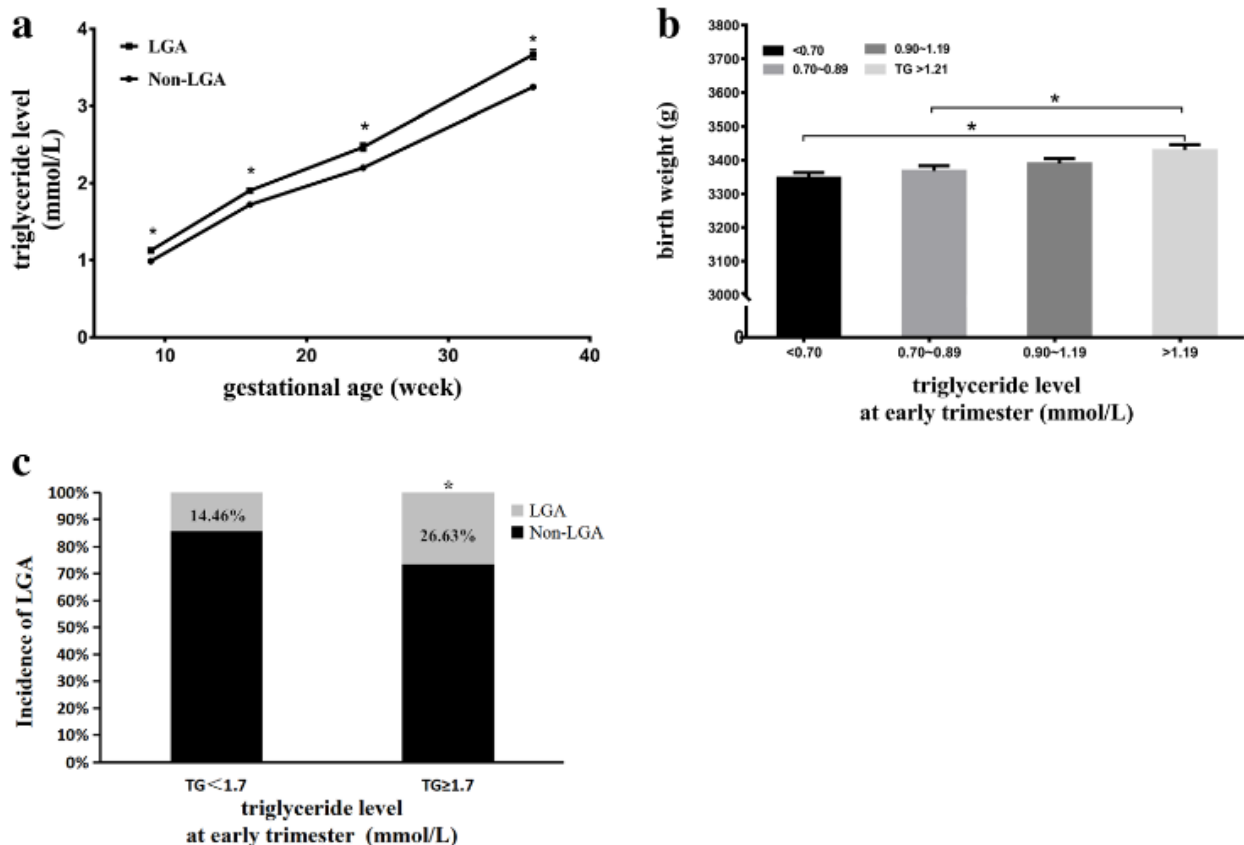 a
4
3
2
1
0
10
20
30
40
LGA
Non-LGA
*
*
*
*
triglyceride level
(mmol/L)
gestational age (week)
b
3800
3700
3600
3500
3400
3300
3200
3100
3000
0
<0.70
0.90~1.19
0.70~0.89
TG >1.21
*
*
birth weight (g)
<0.70
0.70~0.89
0.90~1.19
>1.19
triglyceride level
at early trimester (mmol/L)
c
100%
90%
80%
70%
60%
50%
40%
30%
20%
10%
0%
*
14.46%
26.63%
LGA
Non-LGA
Incidence of LGA
TG<1.7
TG≥1.7
triglyceride level
at early trimester (mmol/L)